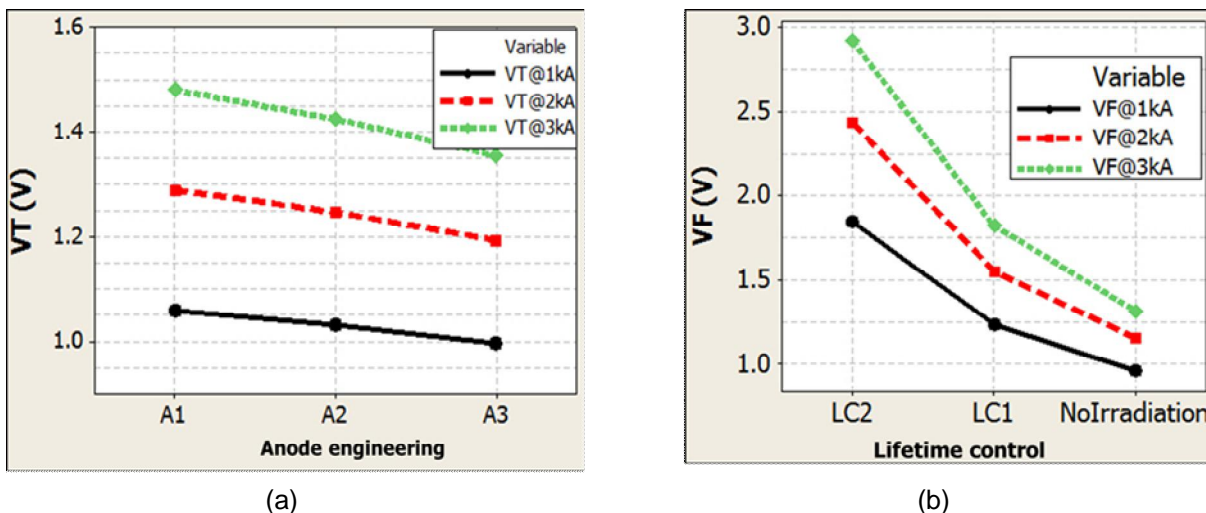 1.6
1.4
1.2
1.0
VT (V)
Variable
VT@1kA
VT@2kA
VT@3kA
A1 A2 A3
Anode engineering
(a)
3.0
2.5
2.0
1.5
1.0
VF (V)
Variable
VF@1kA
VF@2kA
VF@3kA
LC2 LC1 NoIrradiation
Lifetime control
(b)